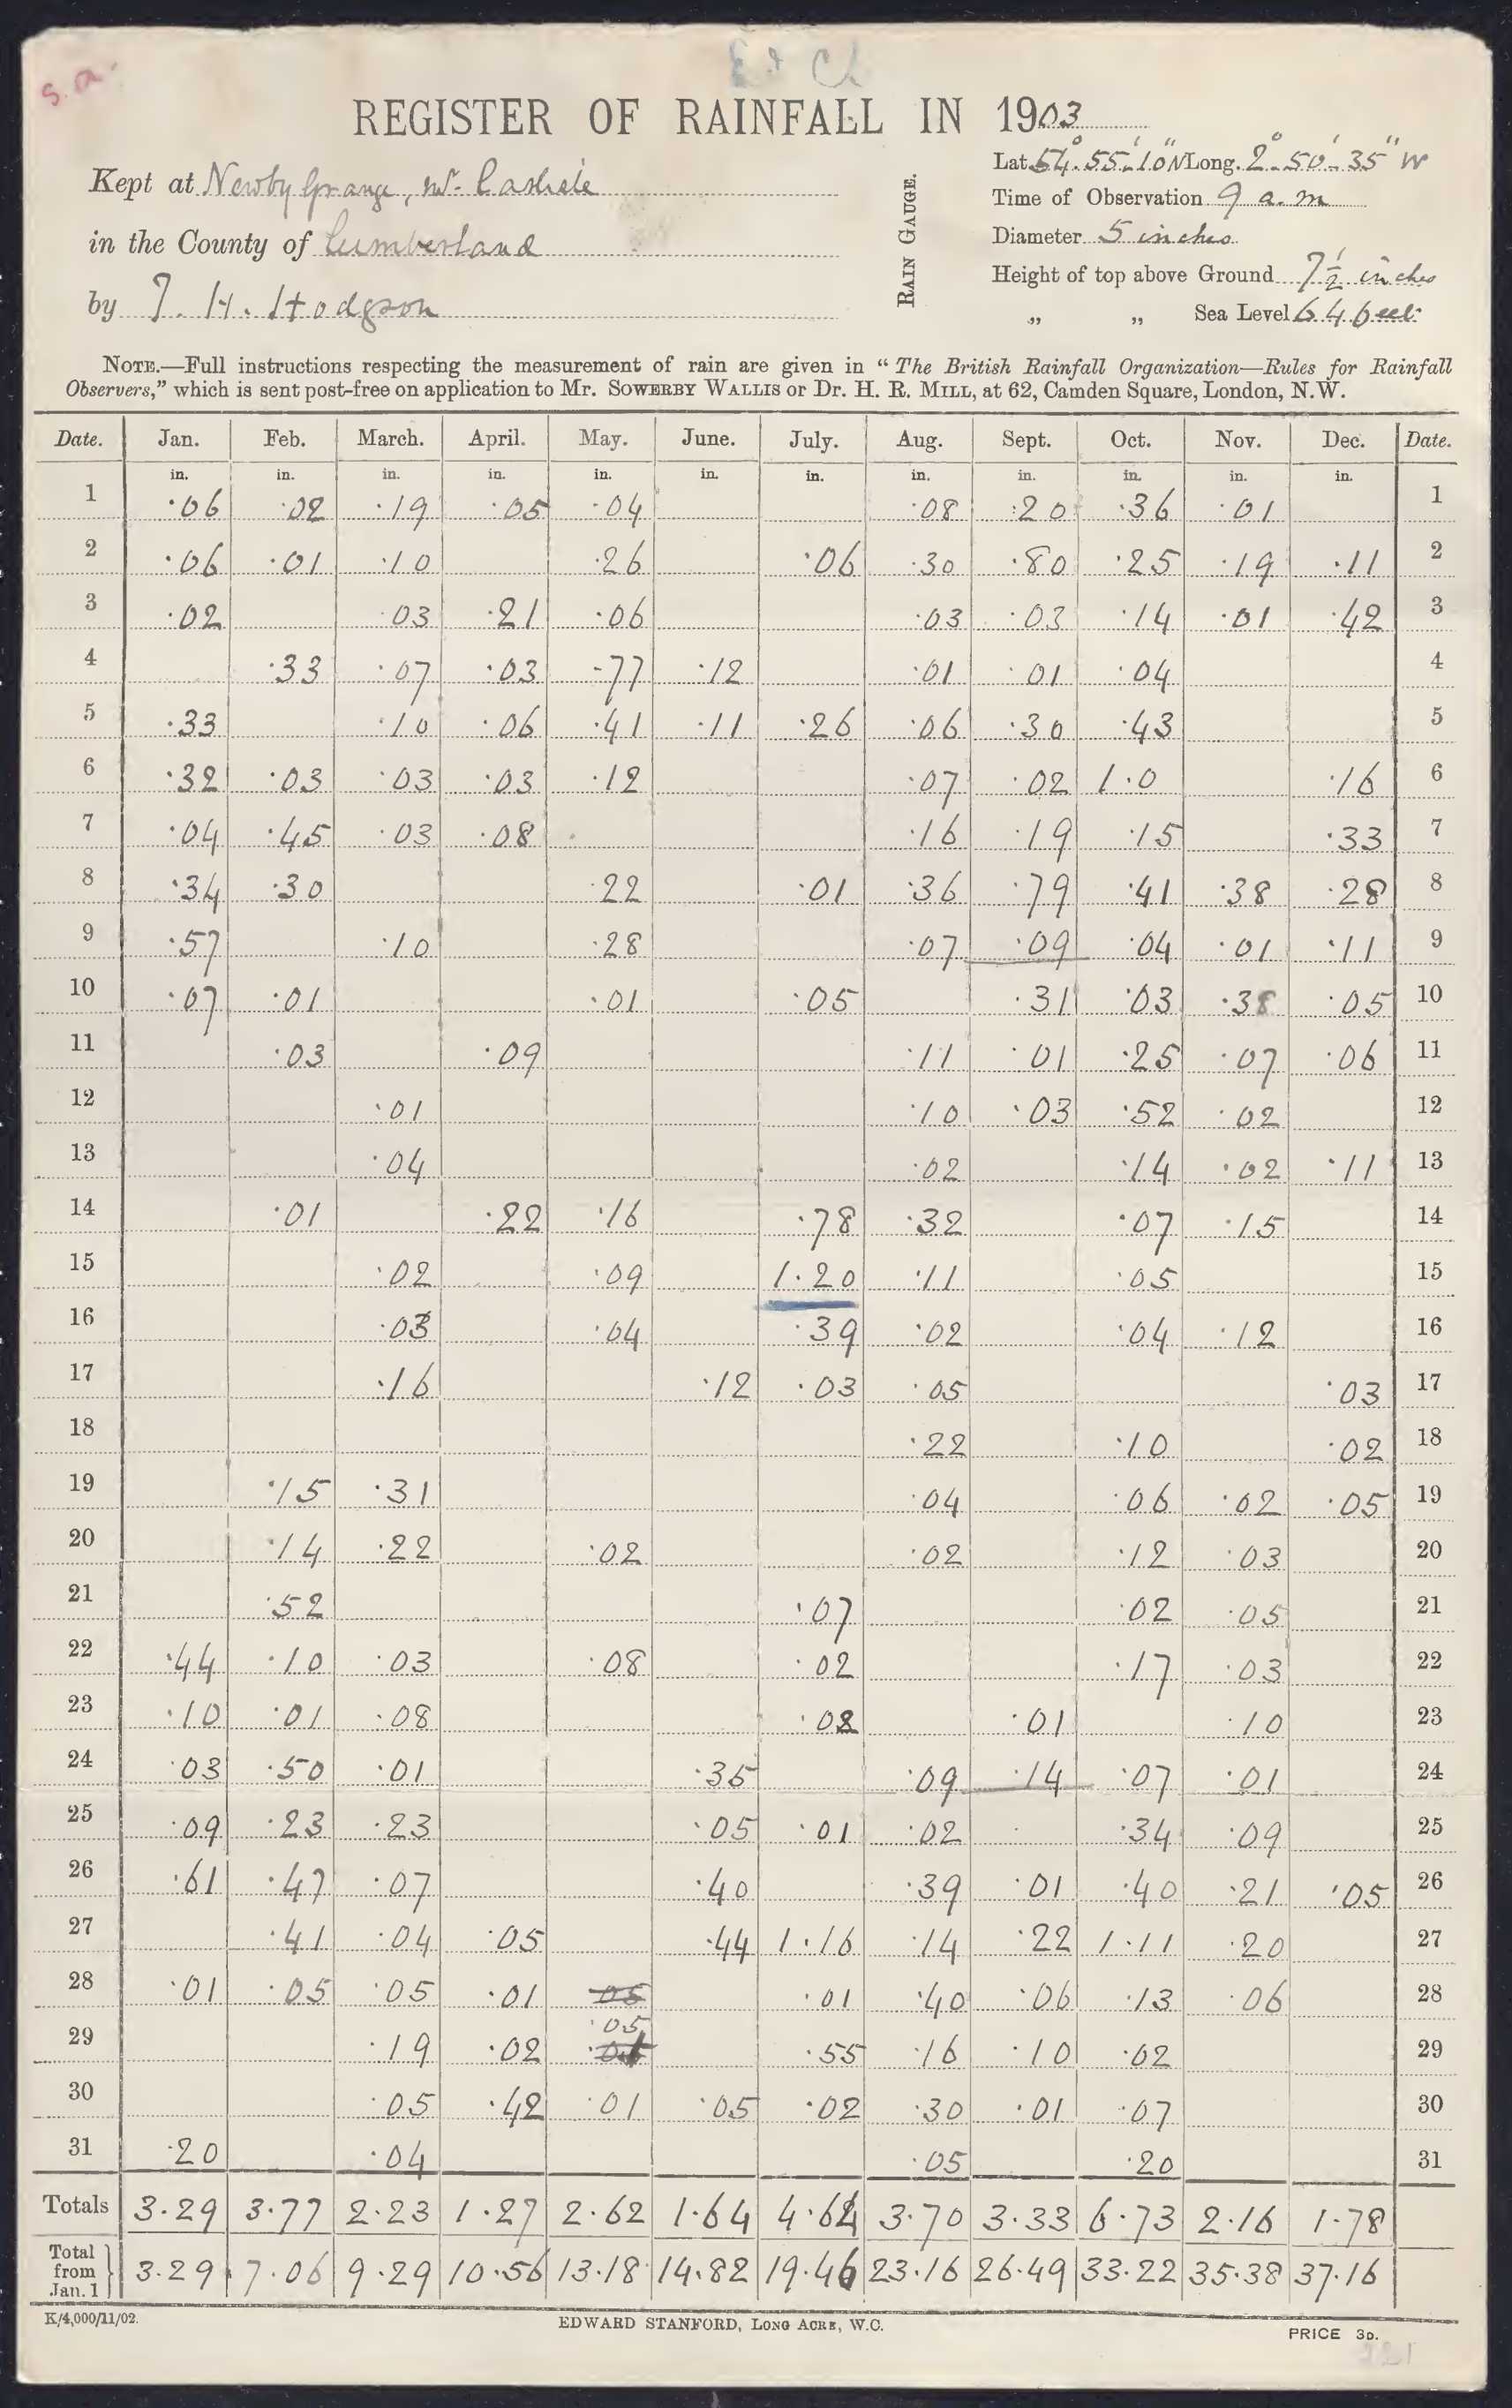 S.R.
REGISTER OF RAINFALL IN 1903
Kept at Newby Grange, Nr. Carlisle
in the County of Cumberland
by T. H. Hodgson
RAIN GAUGE.
Lat. 54°.55'.10"N Long. 2°.50'.35" W
Time of Observation 9 a.m
Diameter 5 inches
Height of top above Ground 7½ inches
„ „ Sea Level 64 feet
NOTE.—Full instructions respecting the measurement of rain are given in “ The British Rainfall Organization—Rules for Rainfall
Observers,” which is sent post-free on application to Mr. SOWERBY WALLIS or Dr. H. R. MILL, at 62, Camden Square, London, N.W.
Date. Jan. Feb. March. April. May. June. July. Aug. Sept. Oct. Nov. Dec. Date.
in. in. in. in. in. in. in. in. in. in. in. in.
1 .06 .02 .19 .05 .04 .08 .20 .36 .01 1
2 .06 .01 .10 .26 .06 .30 .80 .25 .19 .11 2
3 .02 .03 .21 .06 .03 .03 .14 .01 .42 3
4 .33 .07 .03 .77 .12 .01 .01 .04 4
5 .33 .10 .06 .41 .11 .26 .06 .30 .43 5
6 .32 .03 .03 .03 .12 .07 .02 1.0 .16 6
7 .04 .45 .03 .08 .16 .19 .15 .33 7
8 .34 .30 .22 .01 .36 .79 .41 .38 .28 8
9 .57 .10 .28 .07 .09 .04 .01 .11 9
10 .07 .01 .01 .05 .31 .03 .38 .05 10
11 .03 .09 .11 .01 .25 .07 .06 11
12 .01 .10 .03 .52 .02 12
13 .04 .02 .14 .02 .11 13
14 .01 .22 .16 .78 .32 .07 .15 14
15 .02 .09 1.20 .11 .05 15
16 .03 .04 .39 .02 .04 .12 16
17 .16 .12 .03 .05 .03 17
18 .22 .10 .02 18
19 .15 .31 .04 .06 .02 .05 19
20 .14 .22 .02 .02 .12 .03 20
21 .52 .07 .02 .05 21
22 .44 .10 .03 .08 .02 .17 .03 22
23 .10 .01 .08 .02 .01 .10 23
24 .03 .50 .01 .35 .09 .14 .07 .01 24
25 .09 .23 .23 .05 .01 .02 .34 .09 25
26 .61 .47 .07 .40 .39 .01 .40 .21 .05 26
27 .41 .04 .05 .44 1.16 .14 .22 1.11 .20 27
28 .01 .05 .05 .01 05 .01 .40 .06 .13 .06 28
29 .19 .02 .05 .55 .16 .10 .02 29
30 .05 .42 .01 .05 .02 .30 .01 .07 30
31 .20 .04 .05 .20 31
Totals 3.29 3.77 2.23 1.27 2.62 1.64 4.64 3.70 3.33 6.73 2.16 1.78
Total from Jan. 1 3.29 7.06 9.29 10.56 13.18 14.82 19.46 23.16 26.49 33.22 35.38 37.16
K/4,000/11/02.
EDWARD STANFORD, LONG ACRE, W.C.
PRICE 3D.